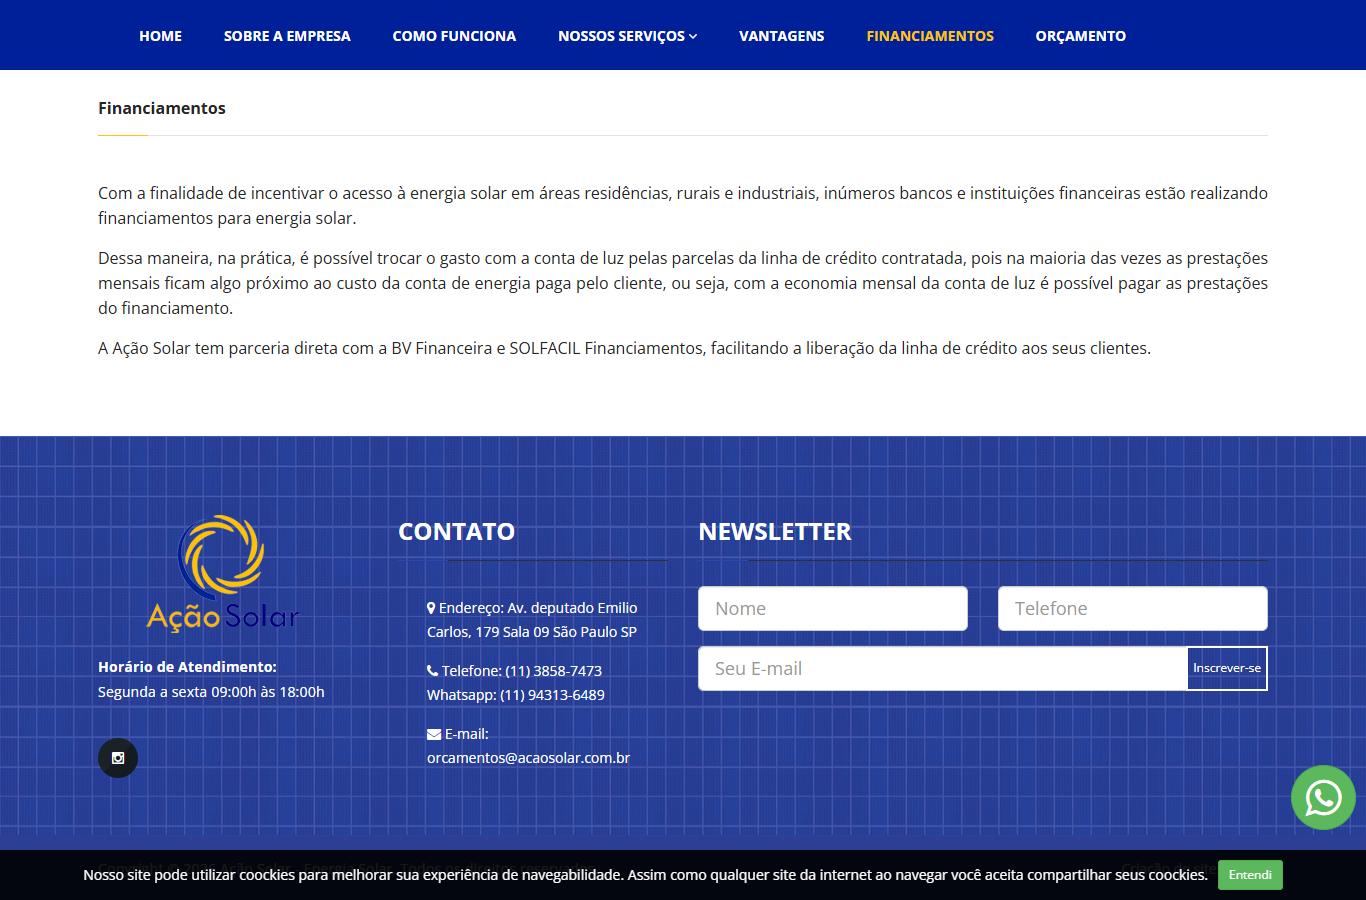 HOME SOBRE A EMPRESA COMO FUNCIONA NOSSOS SERVIÇOS VANTAGENS FINANCIAMENTOS ORÇAMENTO
Financiamentos
Com a finalidade de incentivar o acesso à energia solar em áreas residências, rurais e industriais, inúmeros bancos e instituições financeiras estão realizando
financiamentos para energia solar.
Dessa maneira, na prática, é possível trocar o gasto com a conta de luz pelas parcelas da linha de crédito contratada, pois na maioria das vezes as prestações
mensais ficam algo próximo ao custo da conta de energia paga pelo cliente, ou seja, com a economia mensal da conta de luz é possível pagar as prestações
do financiamento.
A Ação Solar tem parceria direta com a BV Financeira e SOLFACIL Financiamentos, facilitando a liberação da linha de crédito aos seus clientes.
Ação Solar
Horário de Atendimento:
Segunda a sexta 09:00h às 18:00h
CONTATO
Endereço: Av. deputado Emilio
Carlos, 179 Sala 09 São Paulo SP
Telefone: (11) 3858-7473
Whatsapp: (11) 94313-6489
E-mail:
orcamentos@acaosolar.com.br
NEWSLETTER
Nome
Telefone
Seu E-mail
Inscrever-se
Nosso site pode utilizar coockies para melhorar sua experiência de navegabilidade. Assim como qualquer site da internet ao navegar você aceita compartilhar seus coockies.
Entendi